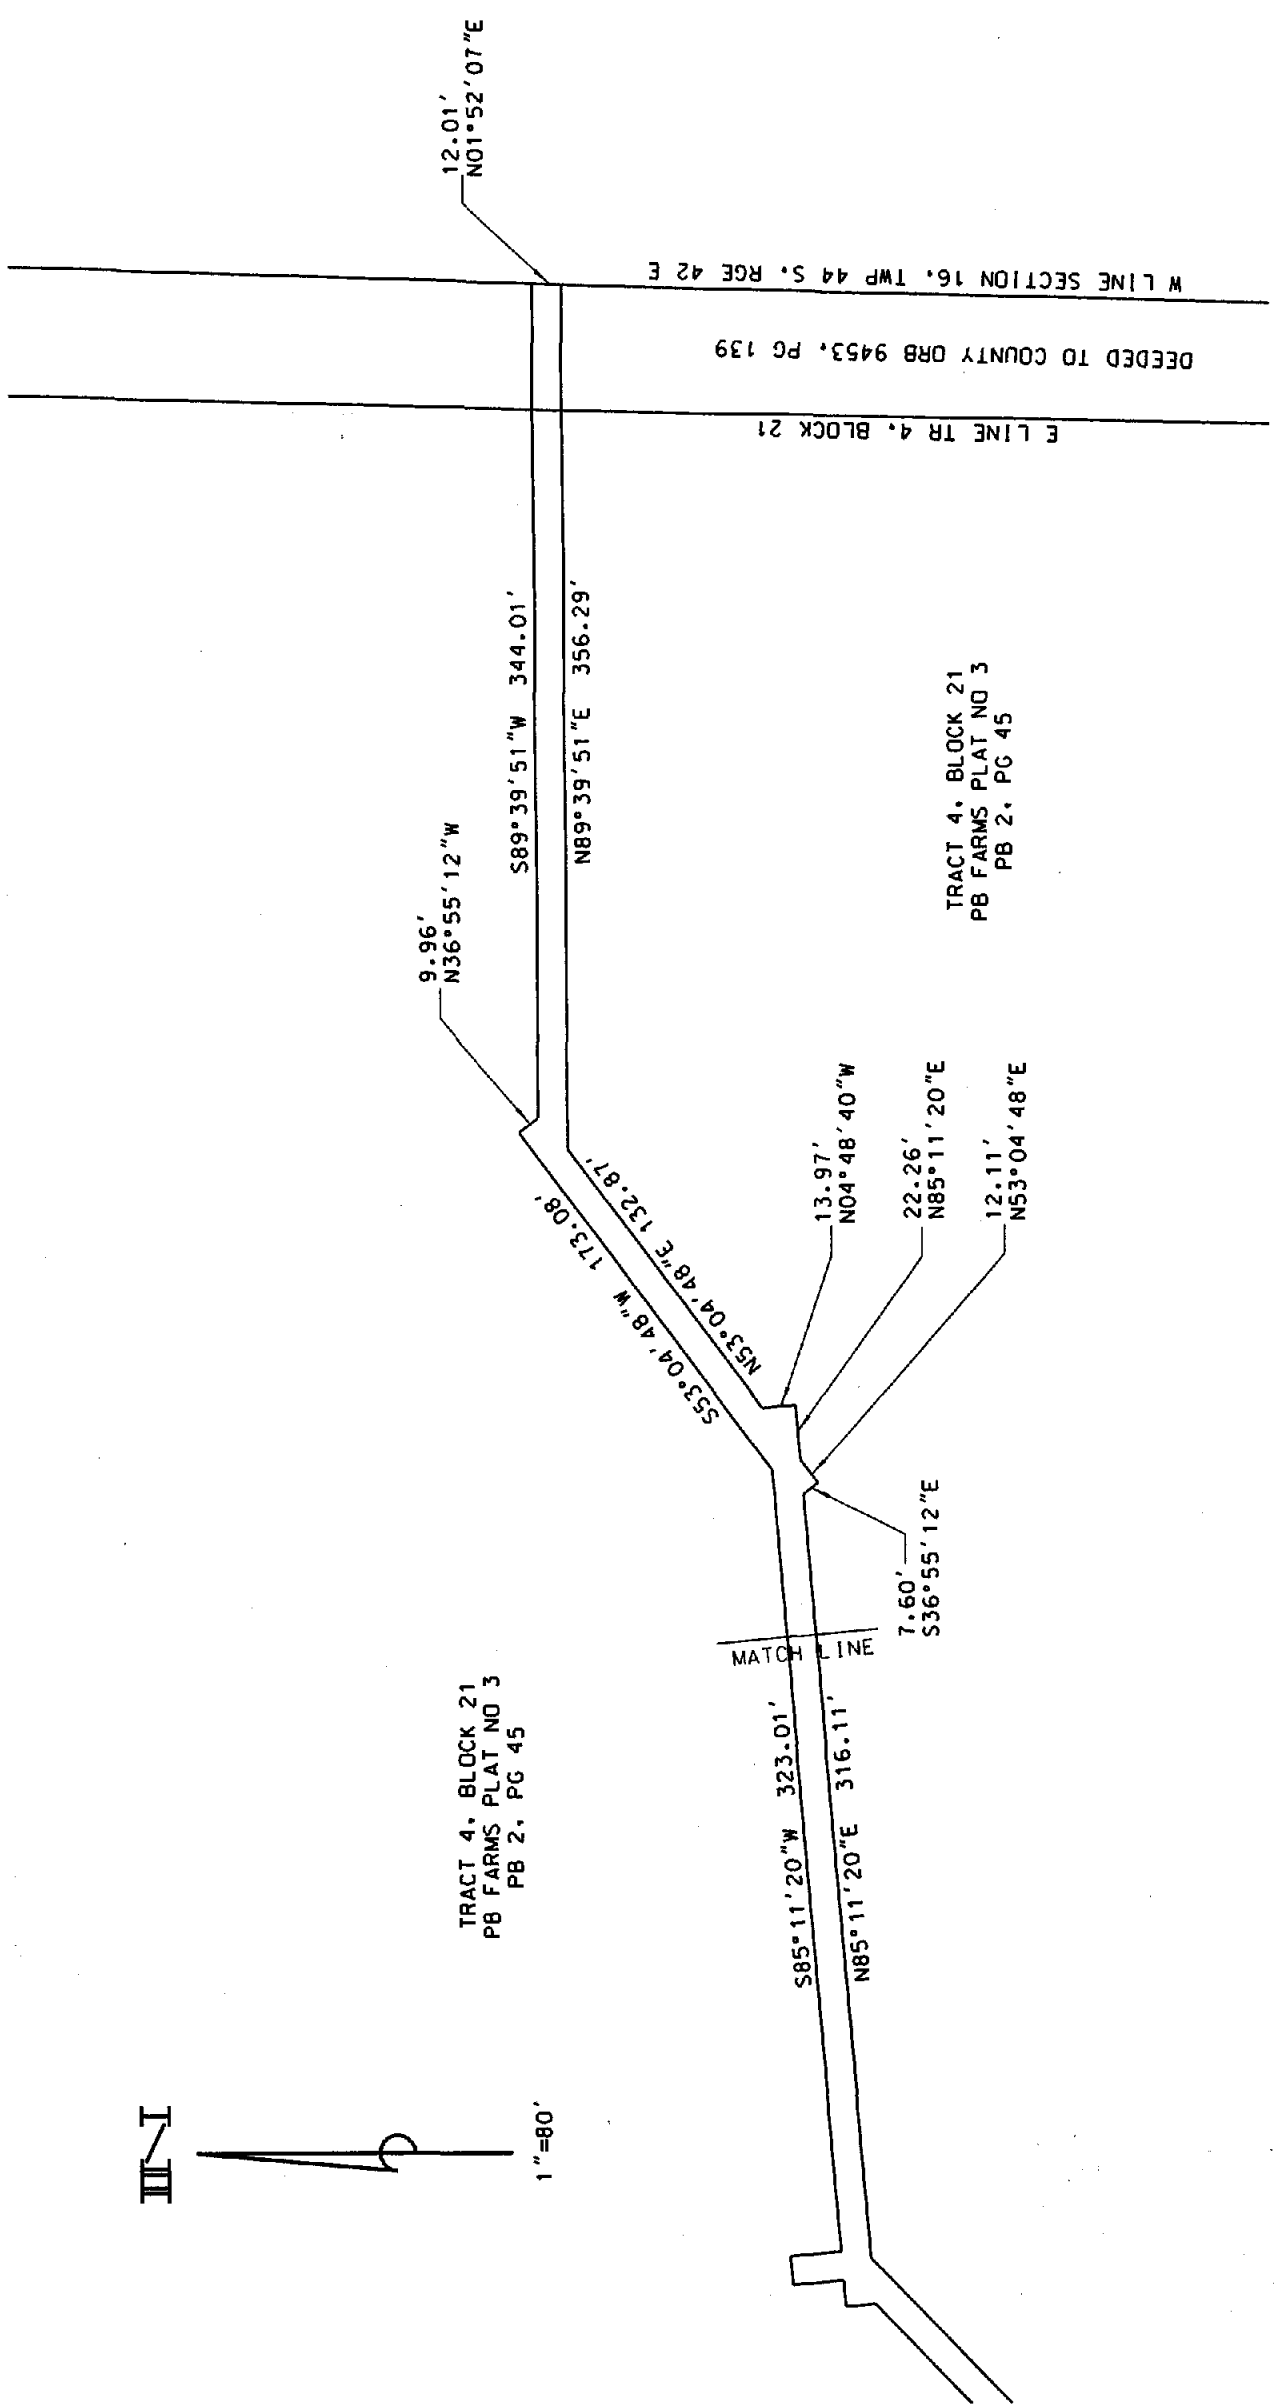 12.01'
N01°52'07"E
W LINE SECTION 16, TWP 44 S, RGE 42 E
DEEDED TO COUNTY ORB 9453, PG 139
E LINE TR 4, BLOCK 21
S89°39'51"W 344.01'
N89°39'51"E 356.29'
9.96'
N36°55'12"W
TRACT 4, BLOCK 21
PB FARMS PLAT NO 3
PB 2, PG 45
S53°04'48"W 173.08'
N53°04'48"E 132.87'
13.97'
N04°48'40"W
22.26'
N85°11'20"E
12.11'
N53°04'48"E
7.60'
S36°55'12"E
MATCH LINE
S85°11'20"W 323.01'
N85°11'20"E 316.11'
TRACT 4, BLOCK 21
PB FARMS PLAT NO 3
PB 2, PG 45
N
1"=80'